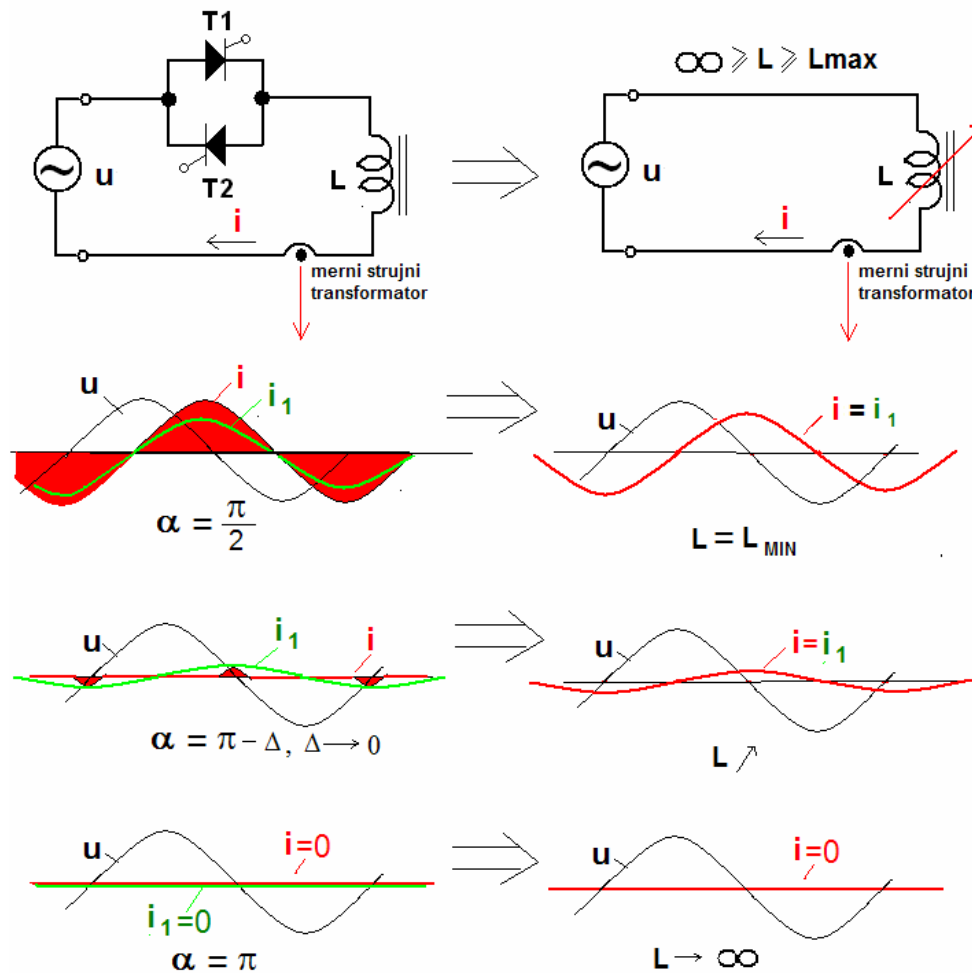 T1
u
T2
L
i
merni strujni
transformator
∞ ⩾ L ⩾ Lmax
u
L
i
merni strujni
transformator
u
i
i₁
α = π/2
u
i = i₁
L = L MIN
u
i₁
i
α = π − Δ, Δ → 0
u
i = i₁
L ↗
u
i=0
i₁=0
α = π
u
i=0
L → ∞